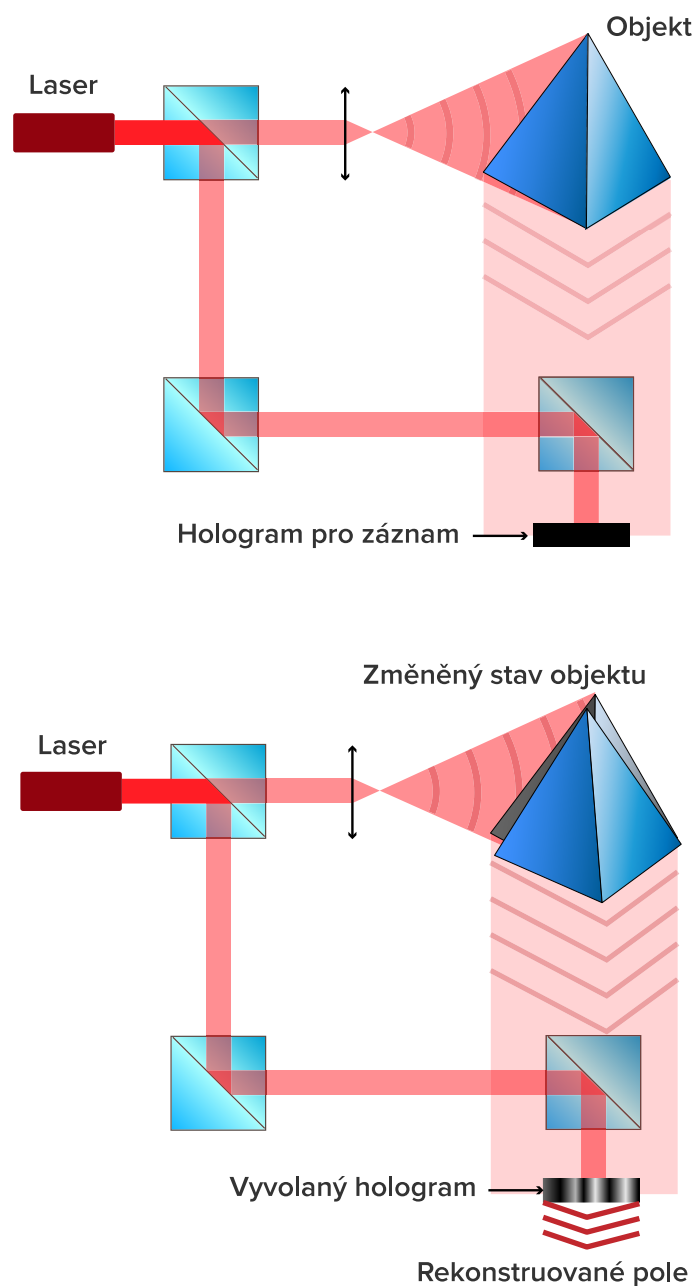 Objekt
Laser
Hologram pro záznam
Změněný stav objektu
Laser
Vyvolaný hologram
Rekonstruované pole